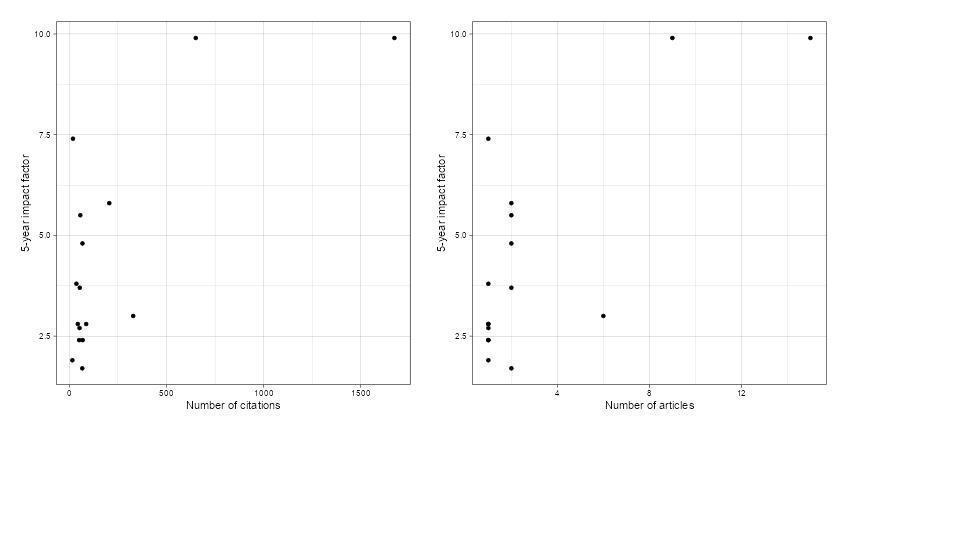 10.0
7.5
5.0
2.5
5-year impact factor
0 500 1000 1500
Number of citations
10.0
7.5
5.0
2.5
5-year impact factor
4 8 12
Number of articles